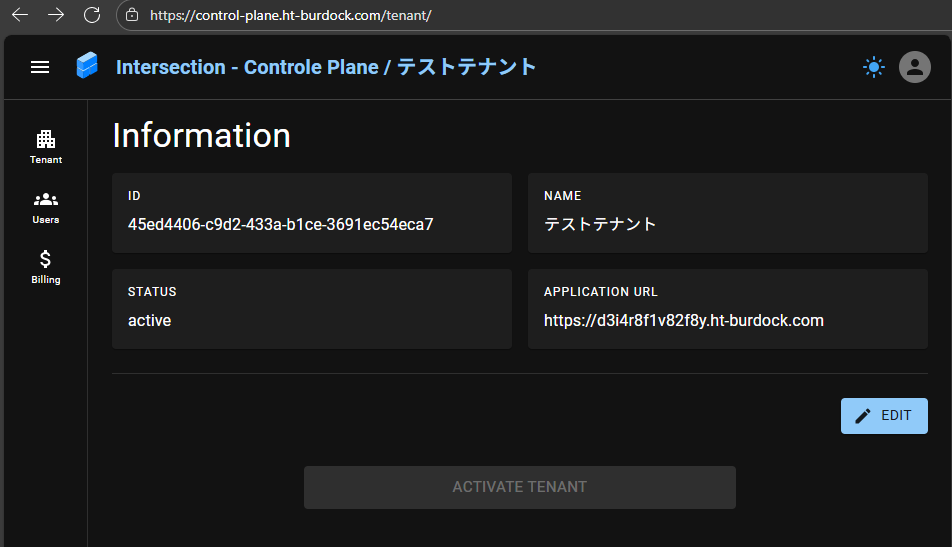 https://control-plane.ht-burdock.com/tenant/
Intersection - Controle Plane / テストテナント
Tenant
Users
Billing
Information
ID
45ed4406-c9d2-433a-b1ce-3691ec54eca7
NAME
テストテナント
STATUS
active
APPLICATION URL
https://d3i4r8f1v82f8y.ht-burdock.com
EDIT
ACTIVATE TENANT